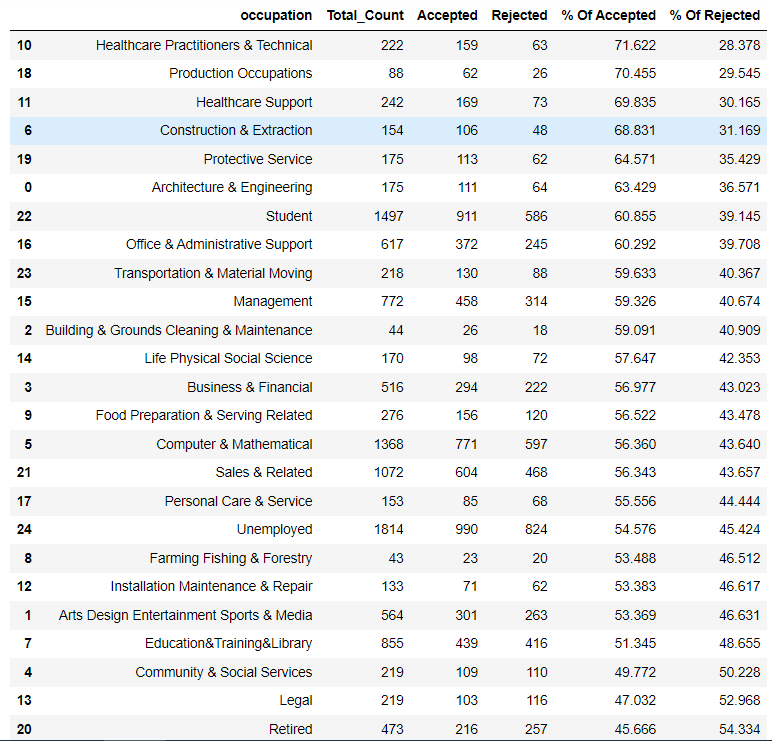 occupation Total_Count Accepted Rejected % Of Accepted % Of Rejected
10 Healthcare Practitioners & Technical 222 159 63 71.622 28.378
18 Production Occupations 88 62 26 70.455 29.545
11 Healthcare Support 242 169 73 69.835 30.165
6 Construction & Extraction 154 106 48 68.831 31.169
19 Protective Service 175 113 62 64.571 35.429
0 Architecture & Engineering 175 111 64 63.429 36.571
22 Student 1497 911 586 60.855 39.145
16 Office & Administrative Support 617 372 245 60.292 39.708
23 Transportation & Material Moving 218 130 88 59.633 40.367
15 Management 772 458 314 59.326 40.674
2 Building & Grounds Cleaning & Maintenance 44 26 18 59.091 40.909
14 Life Physical Social Science 170 98 72 57.647 42.353
3 Business & Financial 516 294 222 56.977 43.023
9 Food Preparation & Serving Related 276 156 120 56.522 43.478
5 Computer & Mathematical 1368 771 597 56.360 43.640
21 Sales & Related 1072 604 468 56.343 43.657
17 Personal Care & Service 153 85 68 55.556 44.444
24 Unemployed 1814 990 824 54.576 45.424
8 Farming Fishing & Forestry 43 23 20 53.488 46.512
12 Installation Maintenance & Repair 133 71 62 53.383 46.617
1 Arts Design Entertainment Sports & Media 564 301 263 53.369 46.631
7 Education&Training&Library 855 439 416 51.345 48.655
4 Community & Social Services 219 109 110 49.772 50.228
13 Legal 219 103 116 47.032 52.968
20 Retired 473 216 257 45.666 54.334